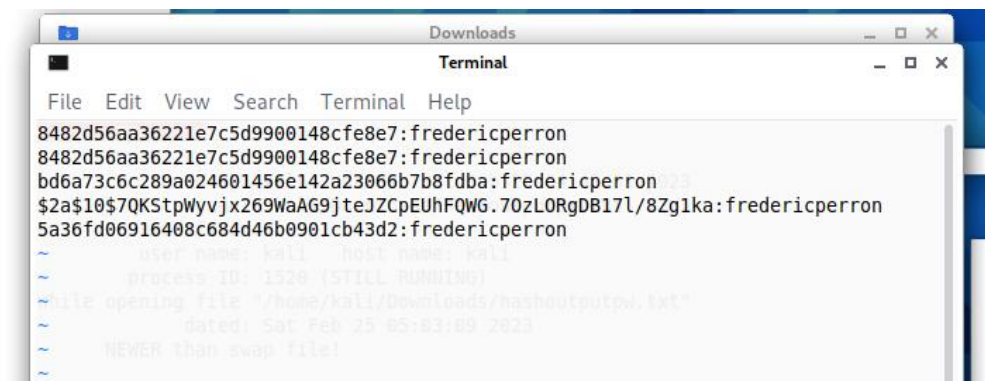 Downloads
Terminal
File Edit View Search Terminal Help
8482d56aa36221e7c5d9900148cfe8e7:fredericperron
8482d56aa36221e7c5d9900148cfe8e7:fredericperron
bd6a73c6c289a024601456e142a23066b7b8fdba:fredericperron
$2a$10$7QKStpWyvjx269WaAG9jteJZCpEUhFQWG.7OzLORgDB17l/8Zg1ka:fredericperron
5a36fd06916408c684d46b0901cb43d2:fredericperron
~ user name: kali host name: kali
~ process ID: 1520 (STILL RUNNING)
~ While opening file "/home/kali/Downloads/hashoutputpw.txt"
~ dated: Sat Feb 25 05:03:09 2023
~ NEWER than swap file!
~